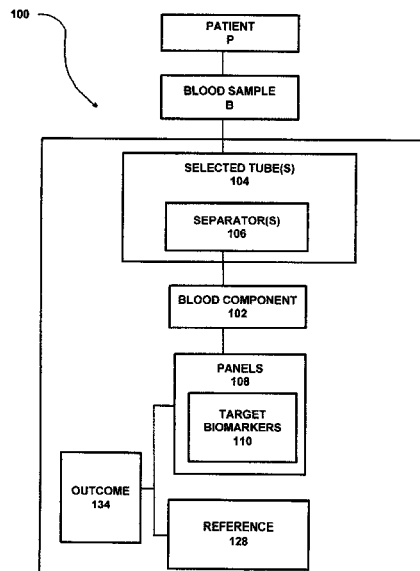 100
PATIENT
P
BLOOD SAMPLE
B
SELECTED TUBE(S)
104
SEPARATOR(S)
106
BLOOD COMPONENT
102
PANELS
108
TARGET
BIOMARKERS
110
OUTCOME
134
REFERENCE
128